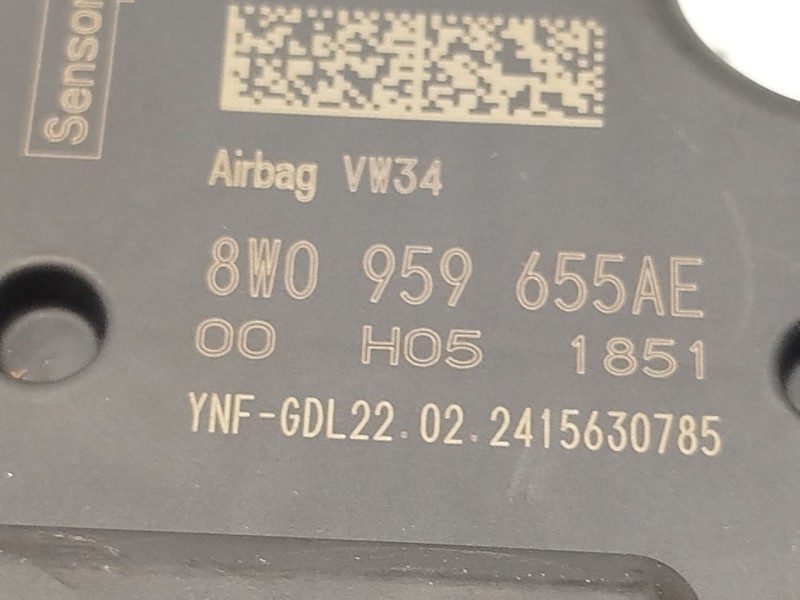 Sensor
Airbag VW34
8W0 959 655AE
00 H05 1851
YNF-GDL22.02.2415630785